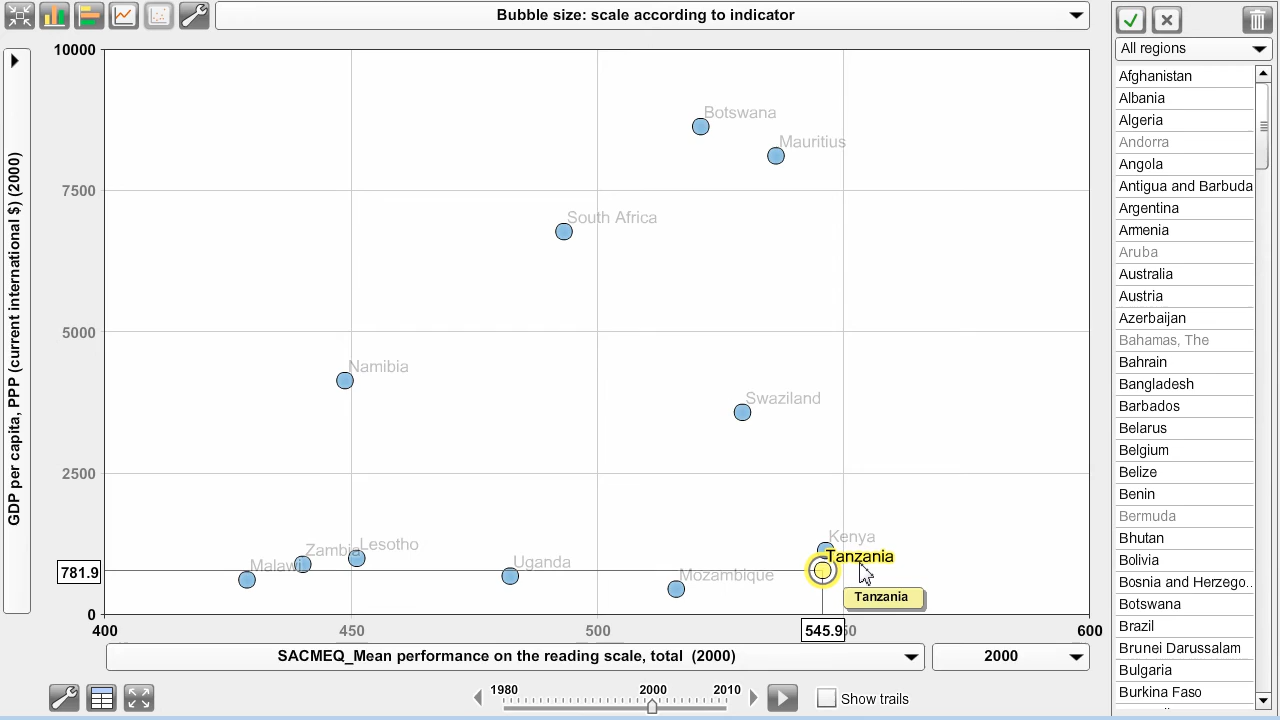 Bubble size: scale according to indicator
All regions
10000
7500
5000
2500
0
GDP per capita, PPP (current international $) (2000)
Botswana
Mauritius
South Africa
Namibia
Swaziland
Kenya
Tanzania
Lesotho
Zambia
Malawi
Uganda
Mozambique
Tanzania
781.9
400
450
500
545.9
600
SACMEQ_Mean performance on the reading scale, total (2000)
2000
1980
2000
2010
Show trails
Afghanistan
Albania
Algeria
Andorra
Angola
Antigua and Barbuda
Argentina
Armenia
Aruba
Australia
Austria
Azerbaijan
Bahamas, The
Bahrain
Bangladesh
Barbados
Belarus
Belgium
Belize
Benin
Bermuda
Bhutan
Bolivia
Bosnia and Herzego..
Botswana
Brazil
Brunei Darussalam
Bulgaria
Burkina Faso